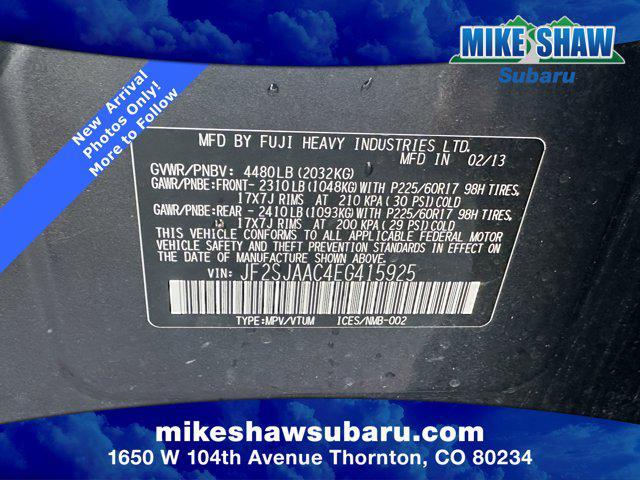 MIKE SHAW
Subaru
New Arrival
Photos Only!
More to Follow
MFD BY FUJI HEAVY INDUSTRIES LTD.
MFD IN 02/13
GVWR/PNBV: 4480LB (2032KG)
GAWR/PNBE: FRONT- 2310LB (1048KG) WITH P225/60R17 98H TIRES,
17X7J RIMS AT 210 KPA (30 PSI) COLD
GAWR/PNBE: REAR - 2410LB (1093KG) WITH P225/60R17 98H TIRES,
17X7J RIMS AT 200 KPA (29 PSI) COLD
THIS VEHICLE CONFORMS TO ALL APPLICABLE FEDERAL MOTOR
VEHICLE SAFETY AND THEFT PREVENTION STANDARDS IN EFFECT ON
THE DATE OF MANUFACTURE SHOWN ABOVE.
VIN: JF2SJAAC4EG415925
TYPE:MPV/VTUM ICES/NMB-002
mikeshawsubaru.com
1650 W 104th Avenue Thornton, CO 80234